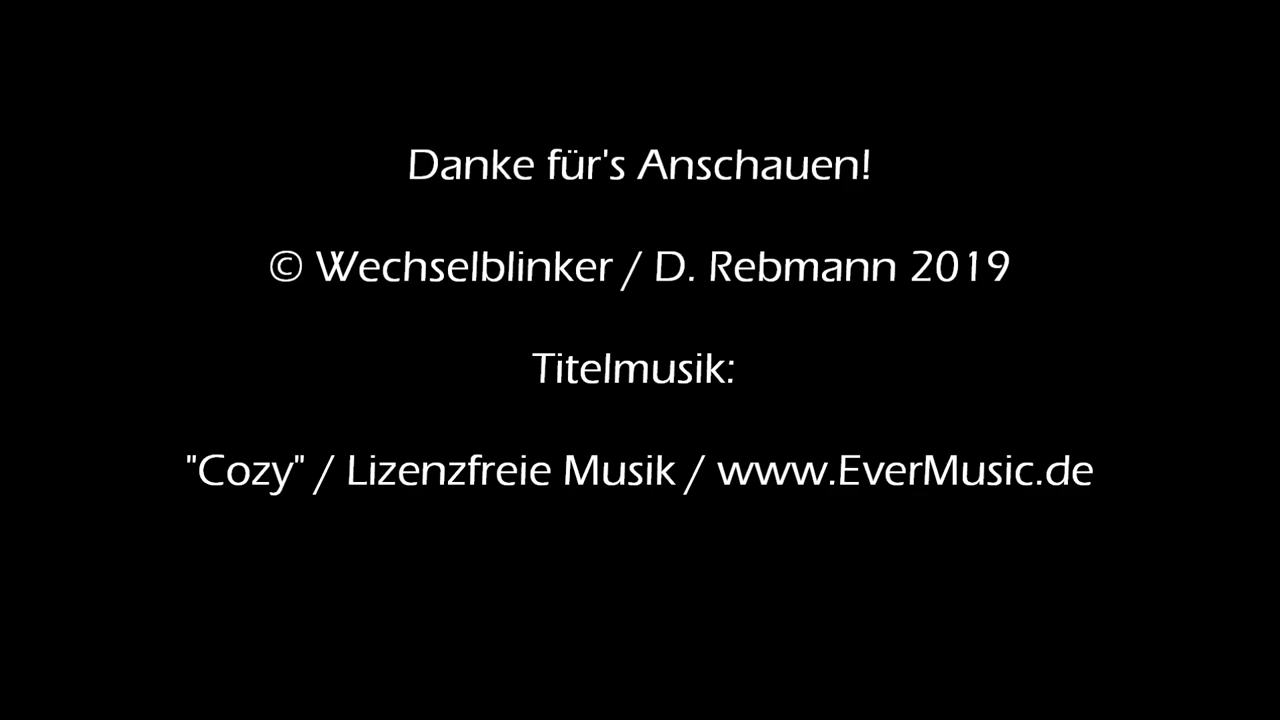 Danke für's Anschauen!
© Wechselblinker / D. Rebmann 2019
Titelmusik:
"Cozy" / Lizenzfreie Musik / www.EverMusic.de